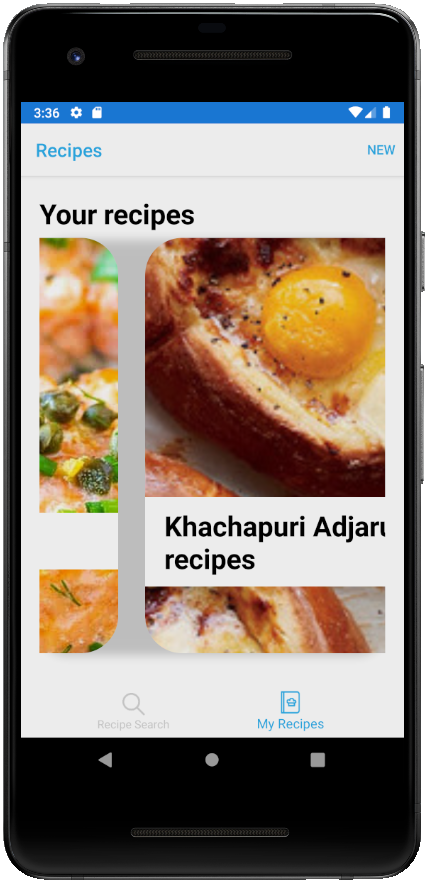 3:36
Recipes
NEW
Your recipes
Khachapuri Adjaru
recipes
Recipe Search
My Recipes